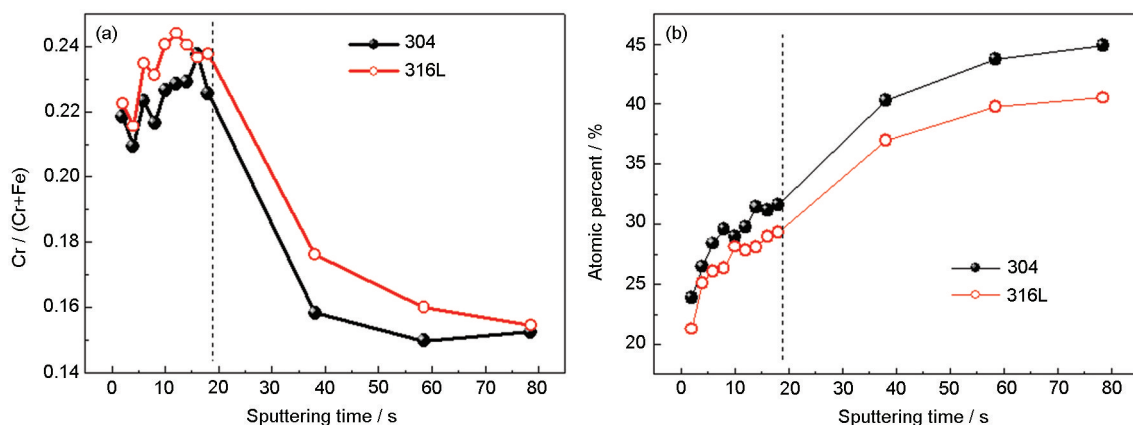 (a)
304
316L
Cr / (Cr+Fe)
0.24
0.22
0.20
0.18
0.16
0.14
0 10 20 30 40 50 60 70 80
Sputtering time / s
(b)
304
316L
Atomic percent / %
45
40
35
30
25
20
0 10 20 30 40 50 60 70 80
Sputtering time / s